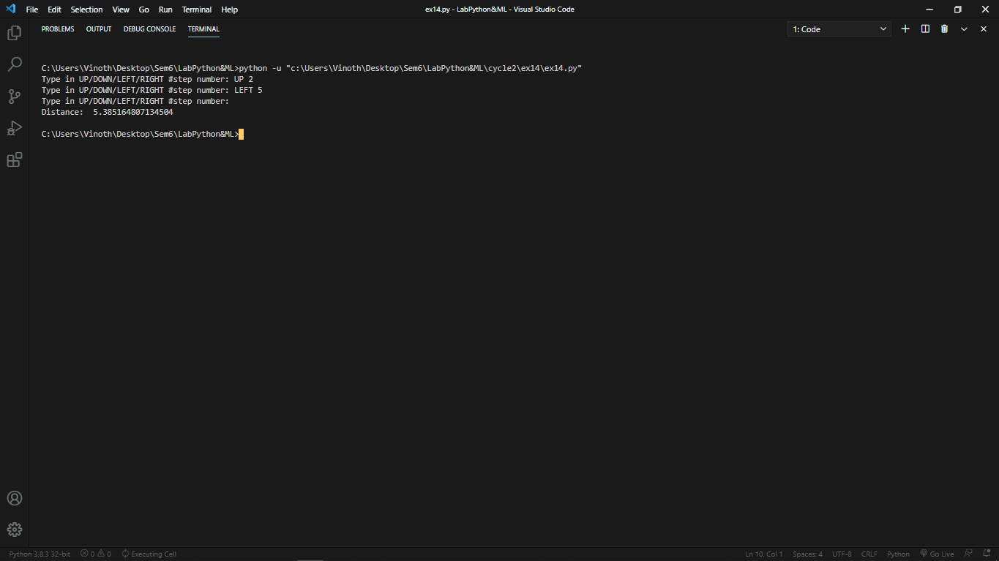 File Edit Selection View Go Run Terminal Help ex14.py - LabPython&ML - Visual Studio Code
PROBLEMS OUTPUT DEBUG CONSOLE TERMINAL 1: Code
C:\Users\Vinoth\Desktop\Sem6\LabPython&ML>python -u "c:\Users\Vinoth\Desktop\Sem6\LabPython&ML\cycle2\ex14\ex14.py"
Type in UP/DOWN/LEFT/RIGHT #step number: UP 2
Type in UP/DOWN/LEFT/RIGHT #step number: LEFT 5
Type in UP/DOWN/LEFT/RIGHT #step number:
Distance:  5.385164807134504
C:\Users\Vinoth\Desktop\Sem6\LabPython&ML>
Python 3.8.3 32-bit 0 0 Executing Cell Ln 10, Col 1 Spaces: 4 UTF-8 CRLF Python Go Live